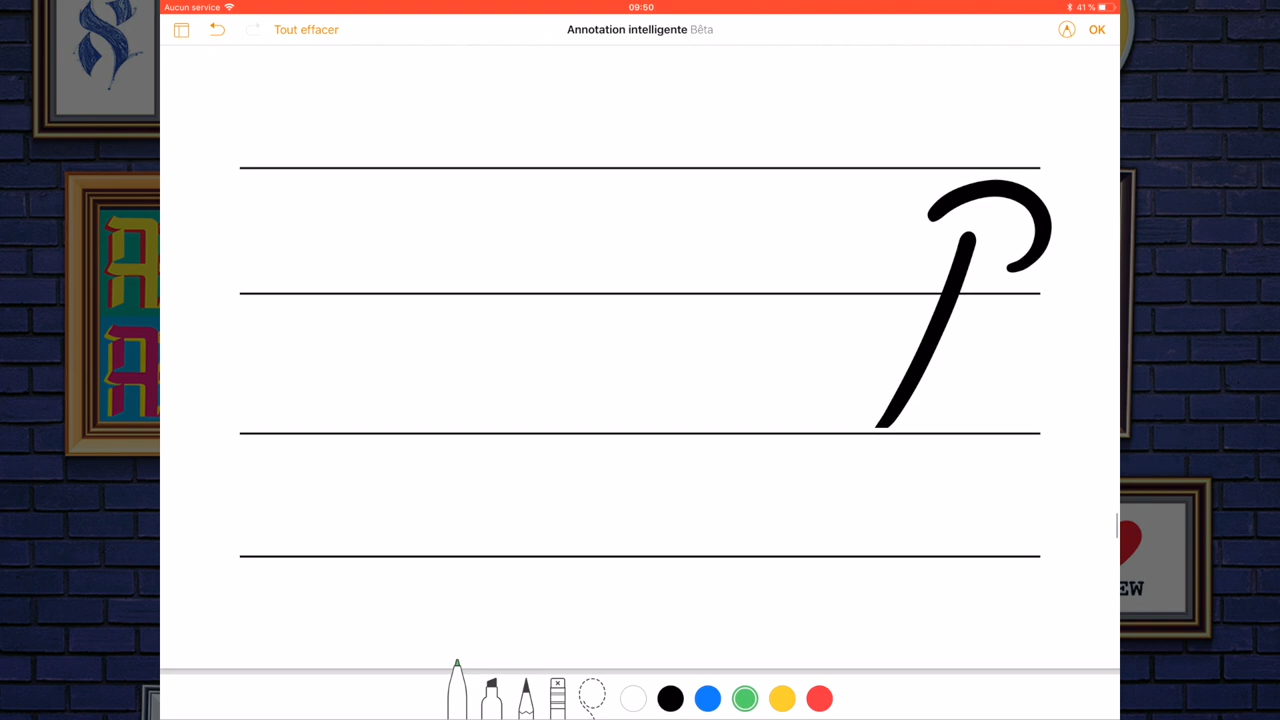 Aucun service
09:50
41 %
Tout effacer
Annotation intelligente Bêta
OK
P
EW